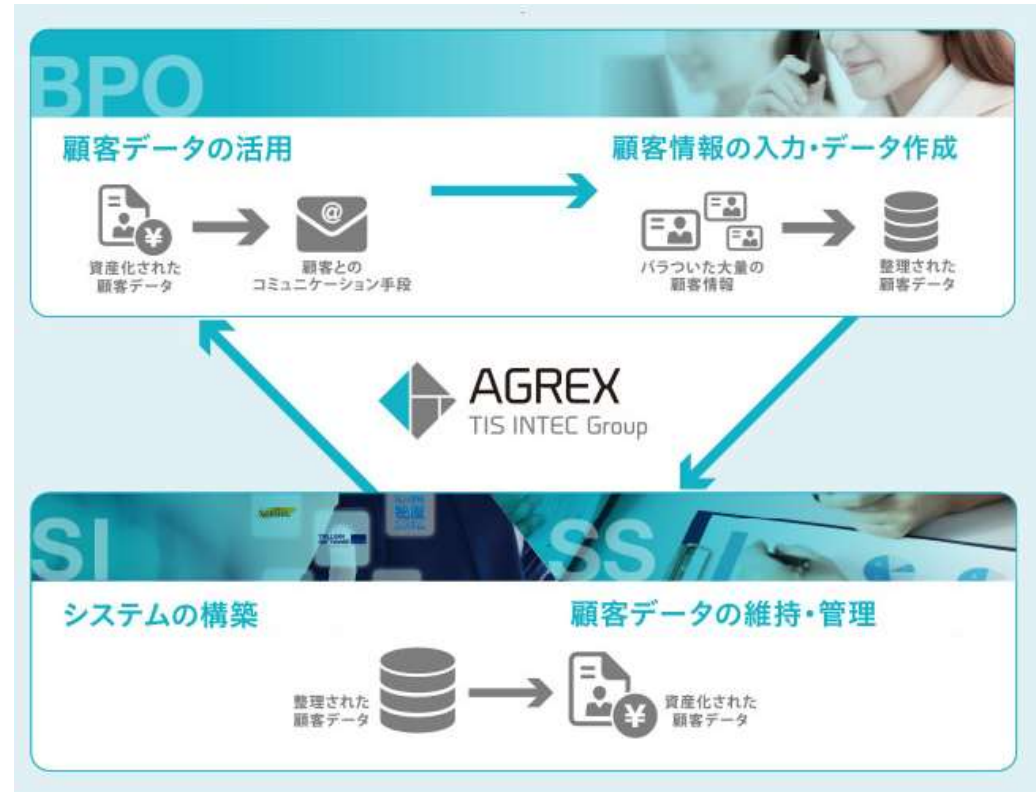 BPO
顧客データの活用
資産化された
顧客データ
@
顧客との
コミュニケーション手段
顧客情報の入力・データ作成
バラついた大量の
顧客情報
整理された
顧客データ
AGREX
TIS INTEC Group
SI
SS
システムの構築
整理された
顧客データ
顧客データの維持・管理
¥
資産化された
顧客データ